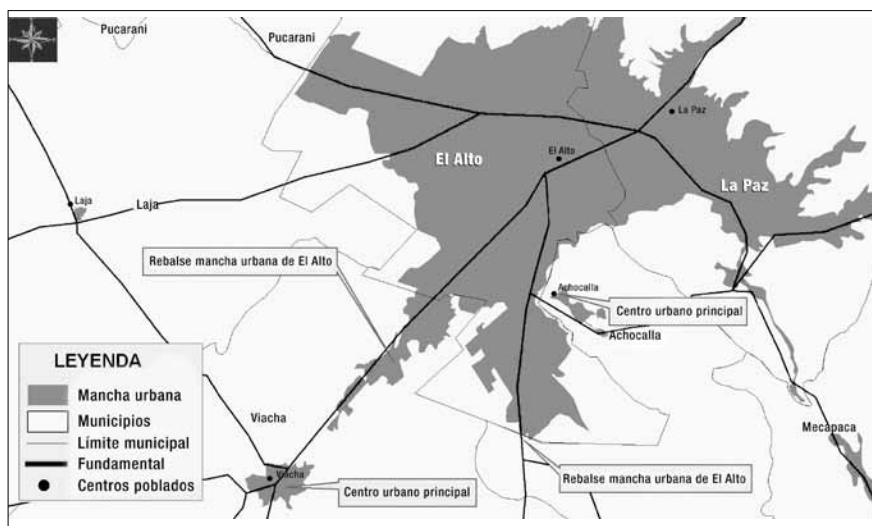 Pucarani
Pucarani
La Paz
El Alto
El Alto
La Paz
Laja
Laja
Rebalse mancha urbana de El Alto
Achocalla
Centro urbano principal
Achocalla
LEYENDA
Mancha urbana
Municipios
Límite municipal
Fundamental
Centros poblados
Viacha
Mecapaca
Viacha
Rebalse mancha urbana de El Alto
Centro urbano principal